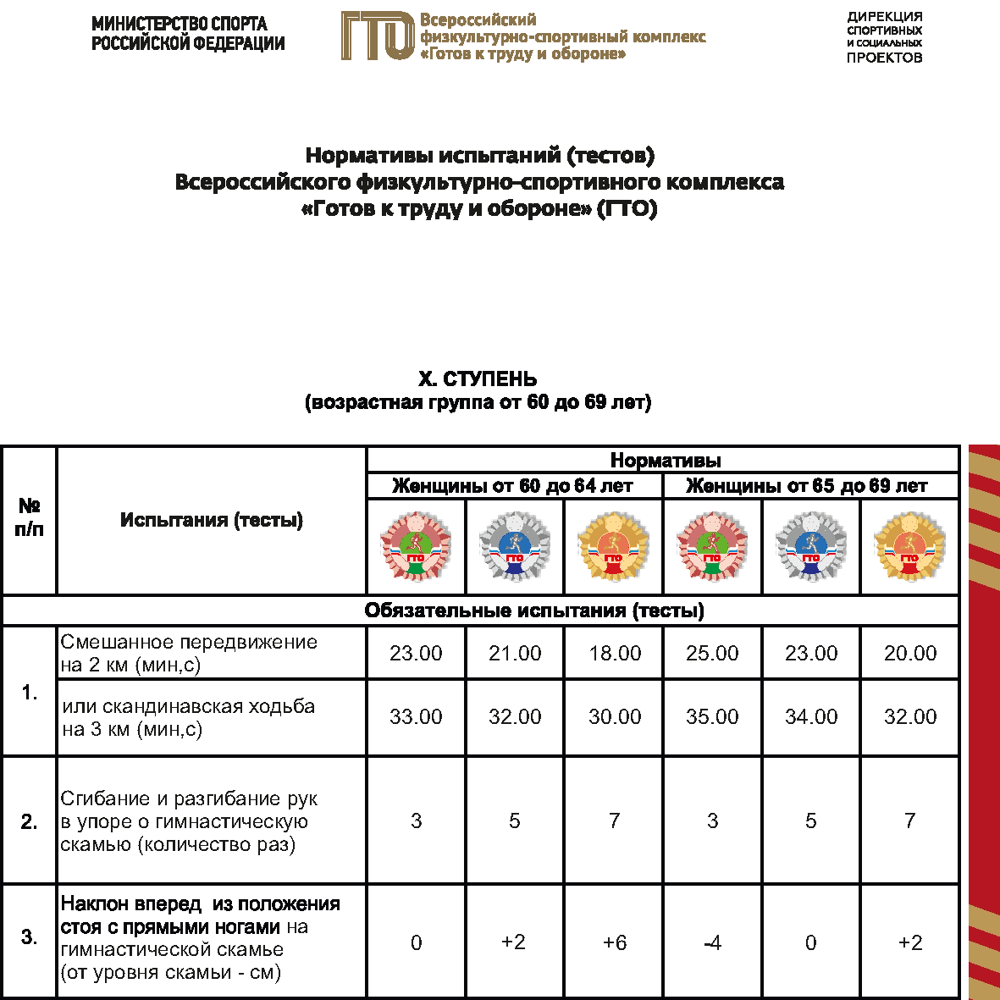 МИНИСТЕРСТВО СПОРТА
РОССИЙСКОЙ ФЕДЕРАЦИИ
ГТО
Всероссийский
физкультурно-спортивный комплекс
«Готов к труду и обороне»
ДИРЕКЦИЯ
СПОРТИВНЫХ
И СОЦИАЛЬНЫХ
ПРОЕКТОВ
Нормативы испытаний (тестов)
Всероссийского физкультурно-спортивного комплекса
«Готов к труду и обороне» (ГТО)
X. СТУПЕНЬ
(возрастная группа от 60 до 69 лет)
№
п/п
Испытания (тесты)
Нормативы
Женщины от 60 до 64 лет
Женщины от 65 до 69 лет
ГТО
ГТО
ГТО
ГТО
ГТО
ГТО
Обязательные испытания (тесты)
1.
Смешанное передвижение
на 2 км (мин,с)
23.00 21.00 18.00 25.00 23.00 20.00
или скандинавская ходьба
на 3 км (мин,с)
33.00 32.00 30.00 35.00 34.00 32.00
2.
Сгибание и разгибание рук
в упоре о гимнастическую
скамью (количество раз)
3 5 7 3 5 7
3.
Наклон вперед из положения
стоя с прямыми ногами на
гимнастической скамье
(от уровня скамьи - см)
0 +2 +6 -4 0 +2